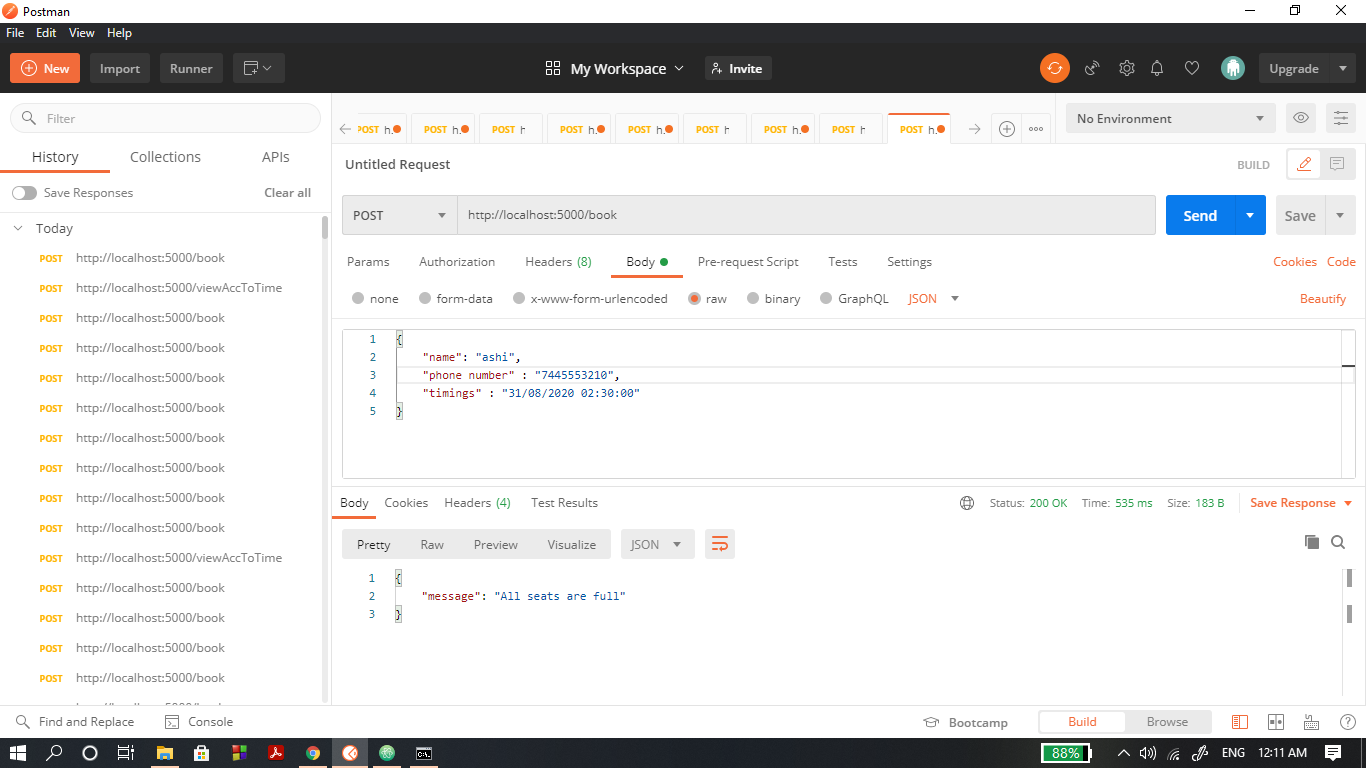 Postman
File Edit View Help
New Import Runner My Workspace Invite Upgrade
Filter
POST h. POST h. POST h POST h. POST h. POST h POST h. POST h POST h. No Environment
History Collections APIs
Untitled Request BUILD
Save Responses Clear all
POST http://localhost:5000/book Send Save
Today
POST http://localhost:5000/book
POST http://localhost:5000/viewAccToTime
POST http://localhost:5000/book
POST http://localhost:5000/book
POST http://localhost:5000/book
POST http://localhost:5000/book
POST http://localhost:5000/book
POST http://localhost:5000/book
POST http://localhost:5000/book
POST http://localhost:5000/book
POST http://localhost:5000/viewAccToTime
POST http://localhost:5000/book
POST http://localhost:5000/book
POST http://localhost:5000/book
POST http://localhost:5000/book
Params Authorization Headers (8) Body Pre-request Script Tests Settings Cookies Code
none form-data x-www-form-urlencoded raw binary GraphQL JSON Beautify
1 {
2 "name": "ashi",
3 "phone number" : "7445553210",
4 "timings" : "31/08/2020 02:30:00"
5 }
Body Cookies Headers (4) Test Results Status: 200 OK Time: 535 ms Size: 183 B Save Response
Pretty Raw Preview Visualize JSON
1 {
2 "message": "All seats are full"
3 }
Find and Replace Console Bootcamp Build Browse
88% ENG 12:11 AM